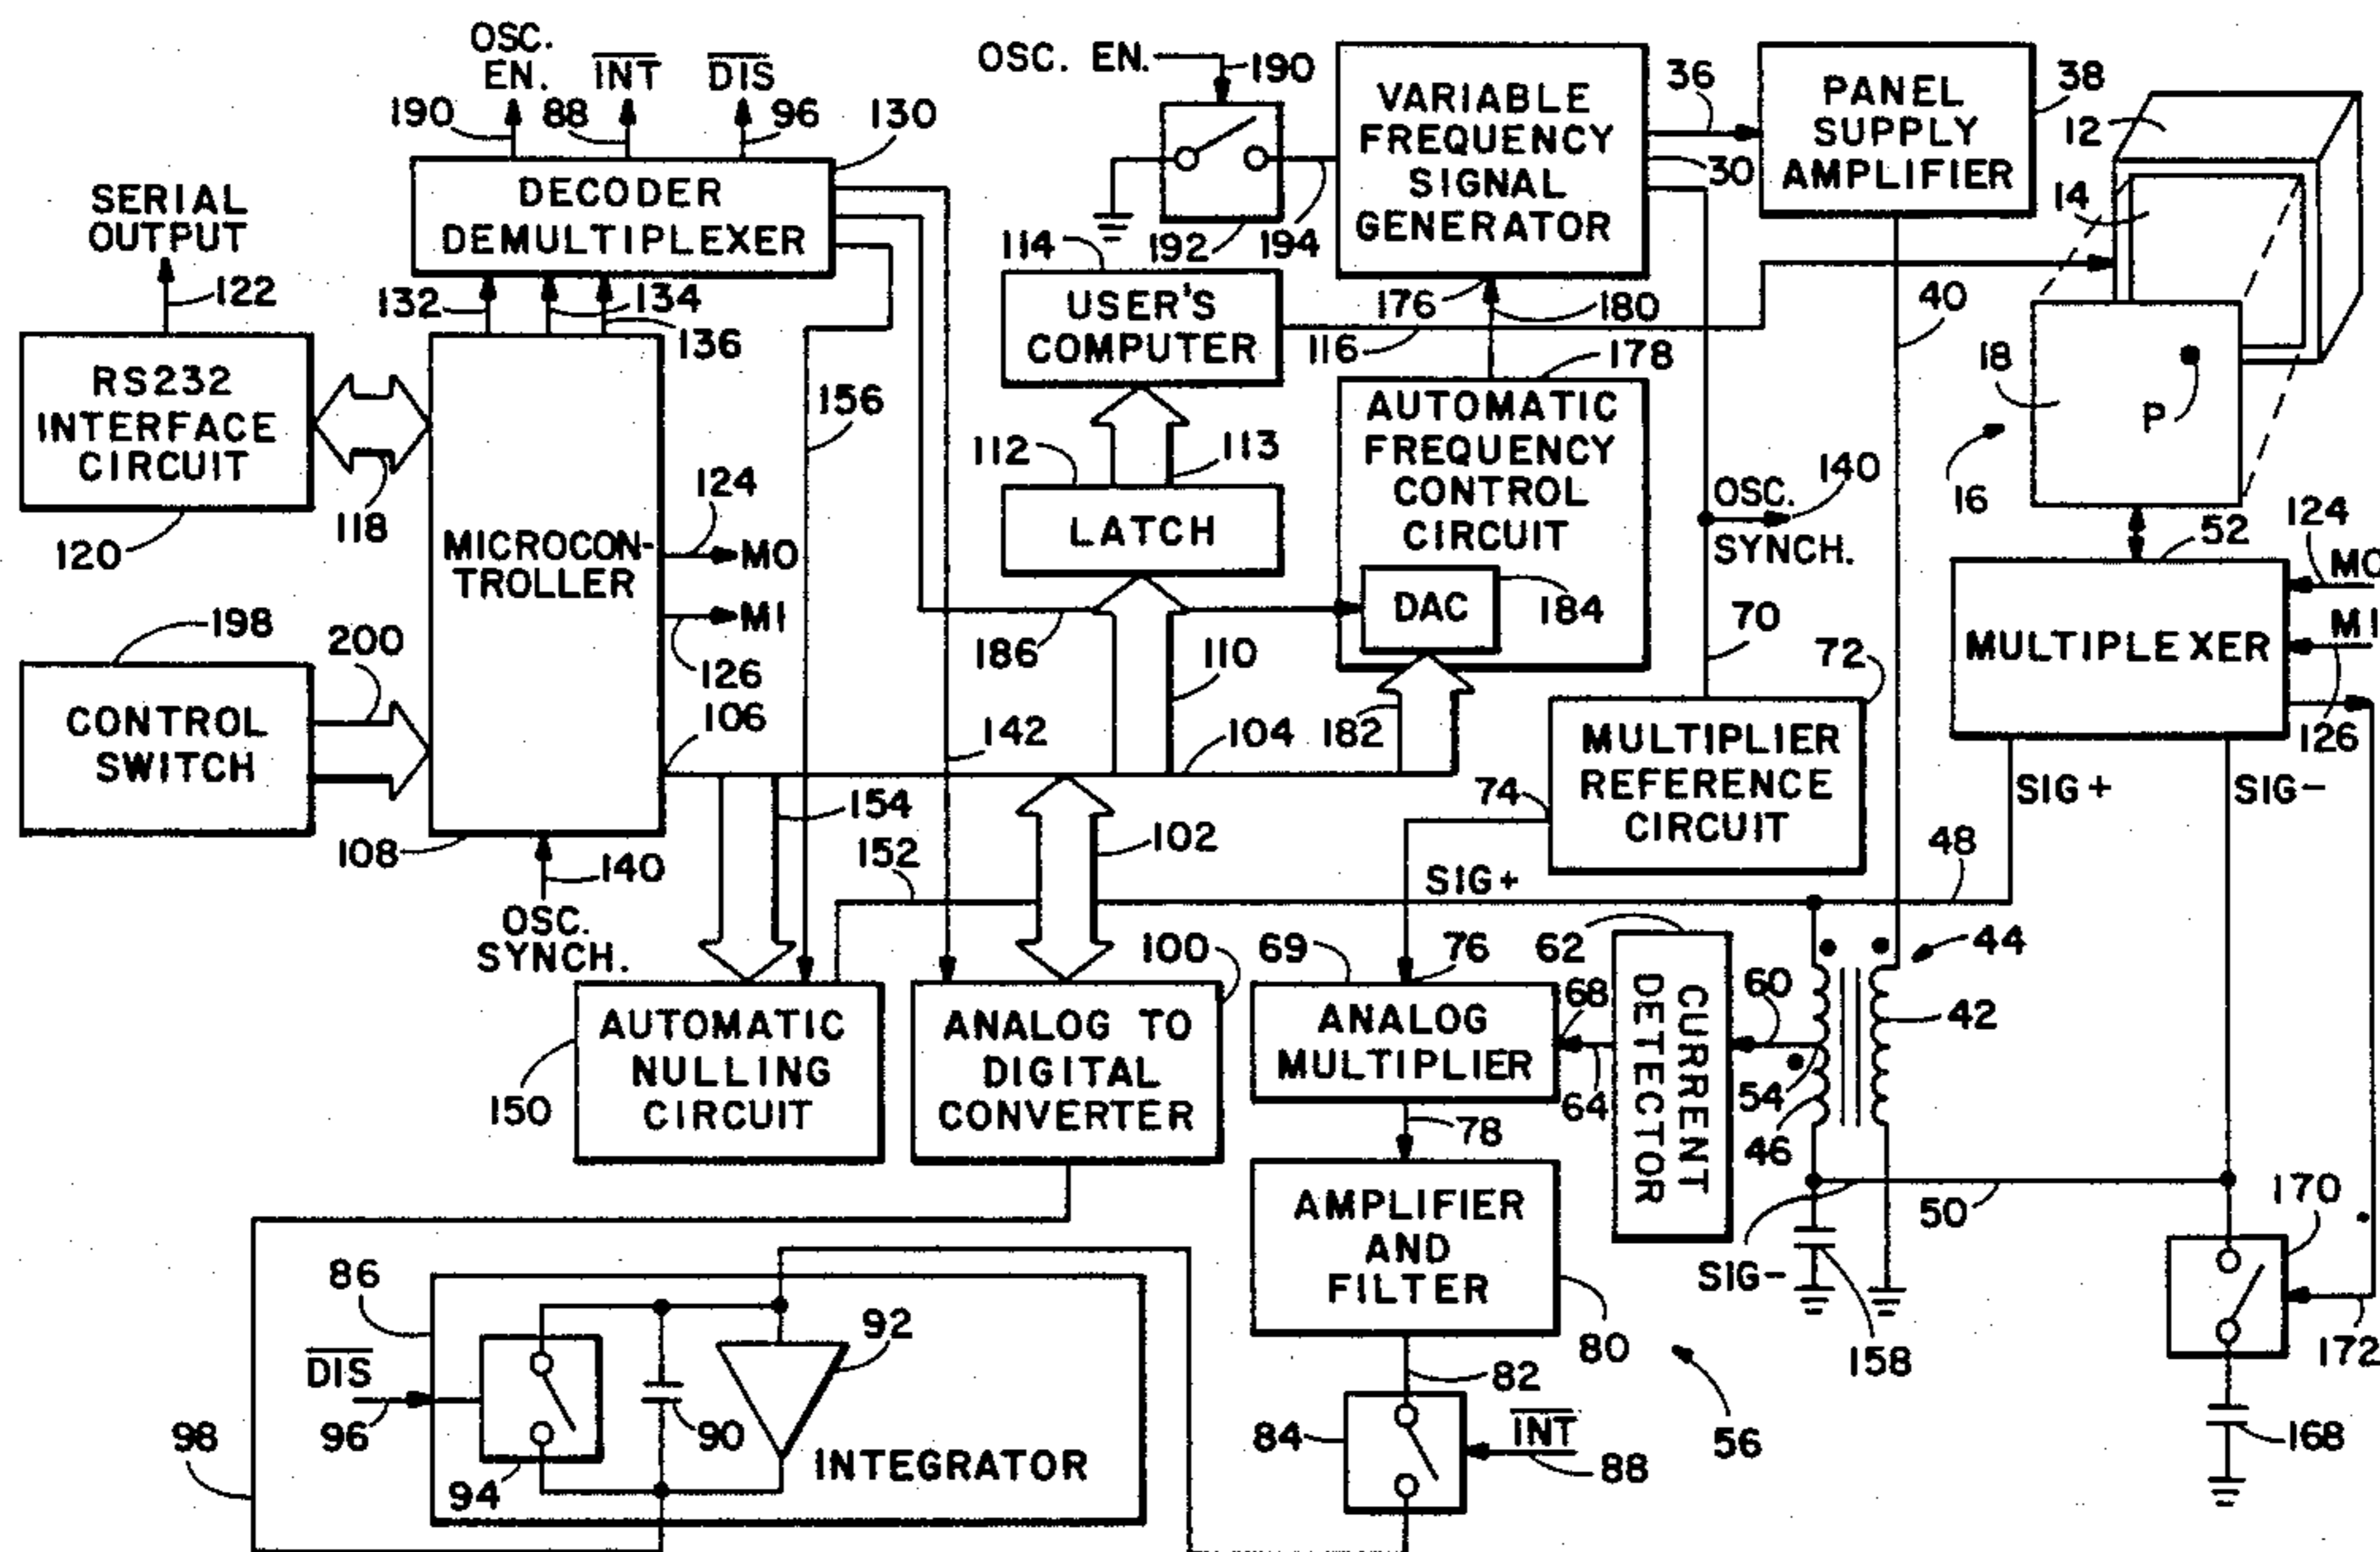 OSC.
EN.
INT
DIS
190
88
96
130
DECODER
DEMULTIPLEXER
SERIAL
OUTPUT
122
132
134
136
RS232
INTERFACE
CIRCUIT
118
120
MICROCON-
TROLLER
124
M0
M1
126
106
198
200
CONTROL
SWITCH
108
140
OSC.
SYNCH.
156
142
154
152
186
OSC. EN.
190
192
194
114
USER'S
COMPUTER
116
112
113
LATCH
110
104
182
102
VARIABLE
FREQUENCY
SIGNAL
GENERATOR
36
30
176
180
178
AUTOMATIC
FREQUENCY
CONTROL
CIRCUIT
DAC
184
PANEL
SUPPLY
AMPLIFIER
38
40
12
14
18
P
16
OSC.
SYNCH.
140
70
72
MULTIPLIER
REFERENCE
CIRCUIT
74
52
MULTIPLEXER
124
M0
M1
126
SIG+
SIG-
48
SIG+
AUTOMATIC
NULLING
CIRCUIT
150
100
ANALOG TO
DIGITAL
CONVERTER
69
76
68
ANALOG
MULTIPLIER
64
62
CURRENT
DETECTOR
60
54
46
44
42
78
AMPLIFIER
AND
FILTER
80
82
56
SIG-
158
50
170
172
168
86
DIS
96
94
90
92
INTEGRATOR
98
84
INT
88